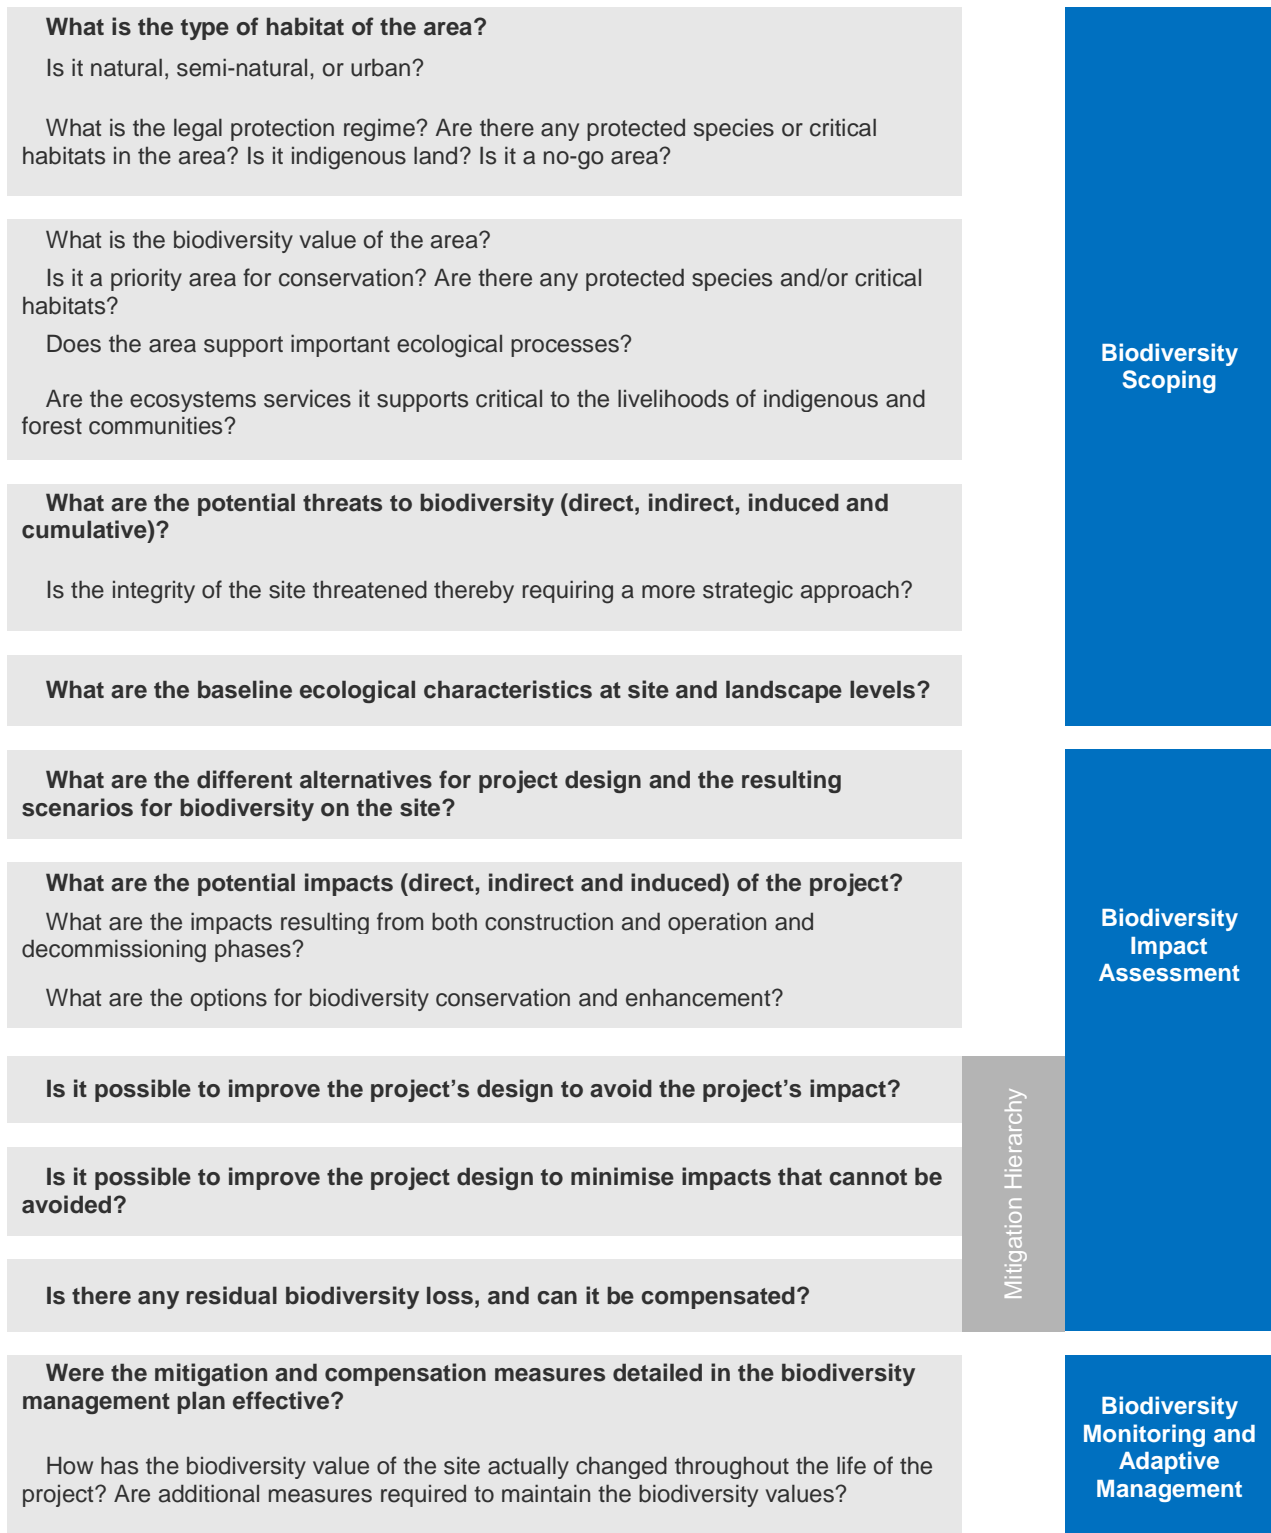 What is the type of habitat of the area?
Is it natural, semi-natural, or urban?
What is the legal protection regime? Are there any protected species or critical
habitats in the area? Is it indigenous land? Is it a no-go area?
What is the biodiversity value of the area?
Is it a priority area for conservation? Are there any protected species and/or critical
habitats?
Does the area support important ecological processes?
Are the ecosystems services it supports critical to the livelihoods of indigenous and
forest communities?
What are the potential threats to biodiversity (direct, indirect, induced and
cumulative)?
Is the integrity of the site threatened thereby requiring a more strategic approach?
What are the baseline ecological characteristics at site and landscape levels?
Biodiversity
Scoping
What are the different alternatives for project design and the resulting
scenarios for biodiversity on the site?
What are the potential impacts (direct, indirect and induced) of the project?
What are the impacts resulting from both construction and operation and
decommissioning phases?
What are the options for biodiversity conservation and enhancement?
Is it possible to improve the project’s design to avoid the project’s impact?
Is it possible to improve the project design to minimise impacts that cannot be
avoided?
Is there any residual biodiversity loss, and can it be compensated?
Mitigation Hierarchy
Biodiversity
Impact
Assessment
Were the mitigation and compensation measures detailed in the biodiversity
management plan effective?
How has the biodiversity value of the site actually changed throughout the life of the
project? Are additional measures required to maintain the biodiversity values?
Biodiversity
Monitoring and
Adaptive
Management